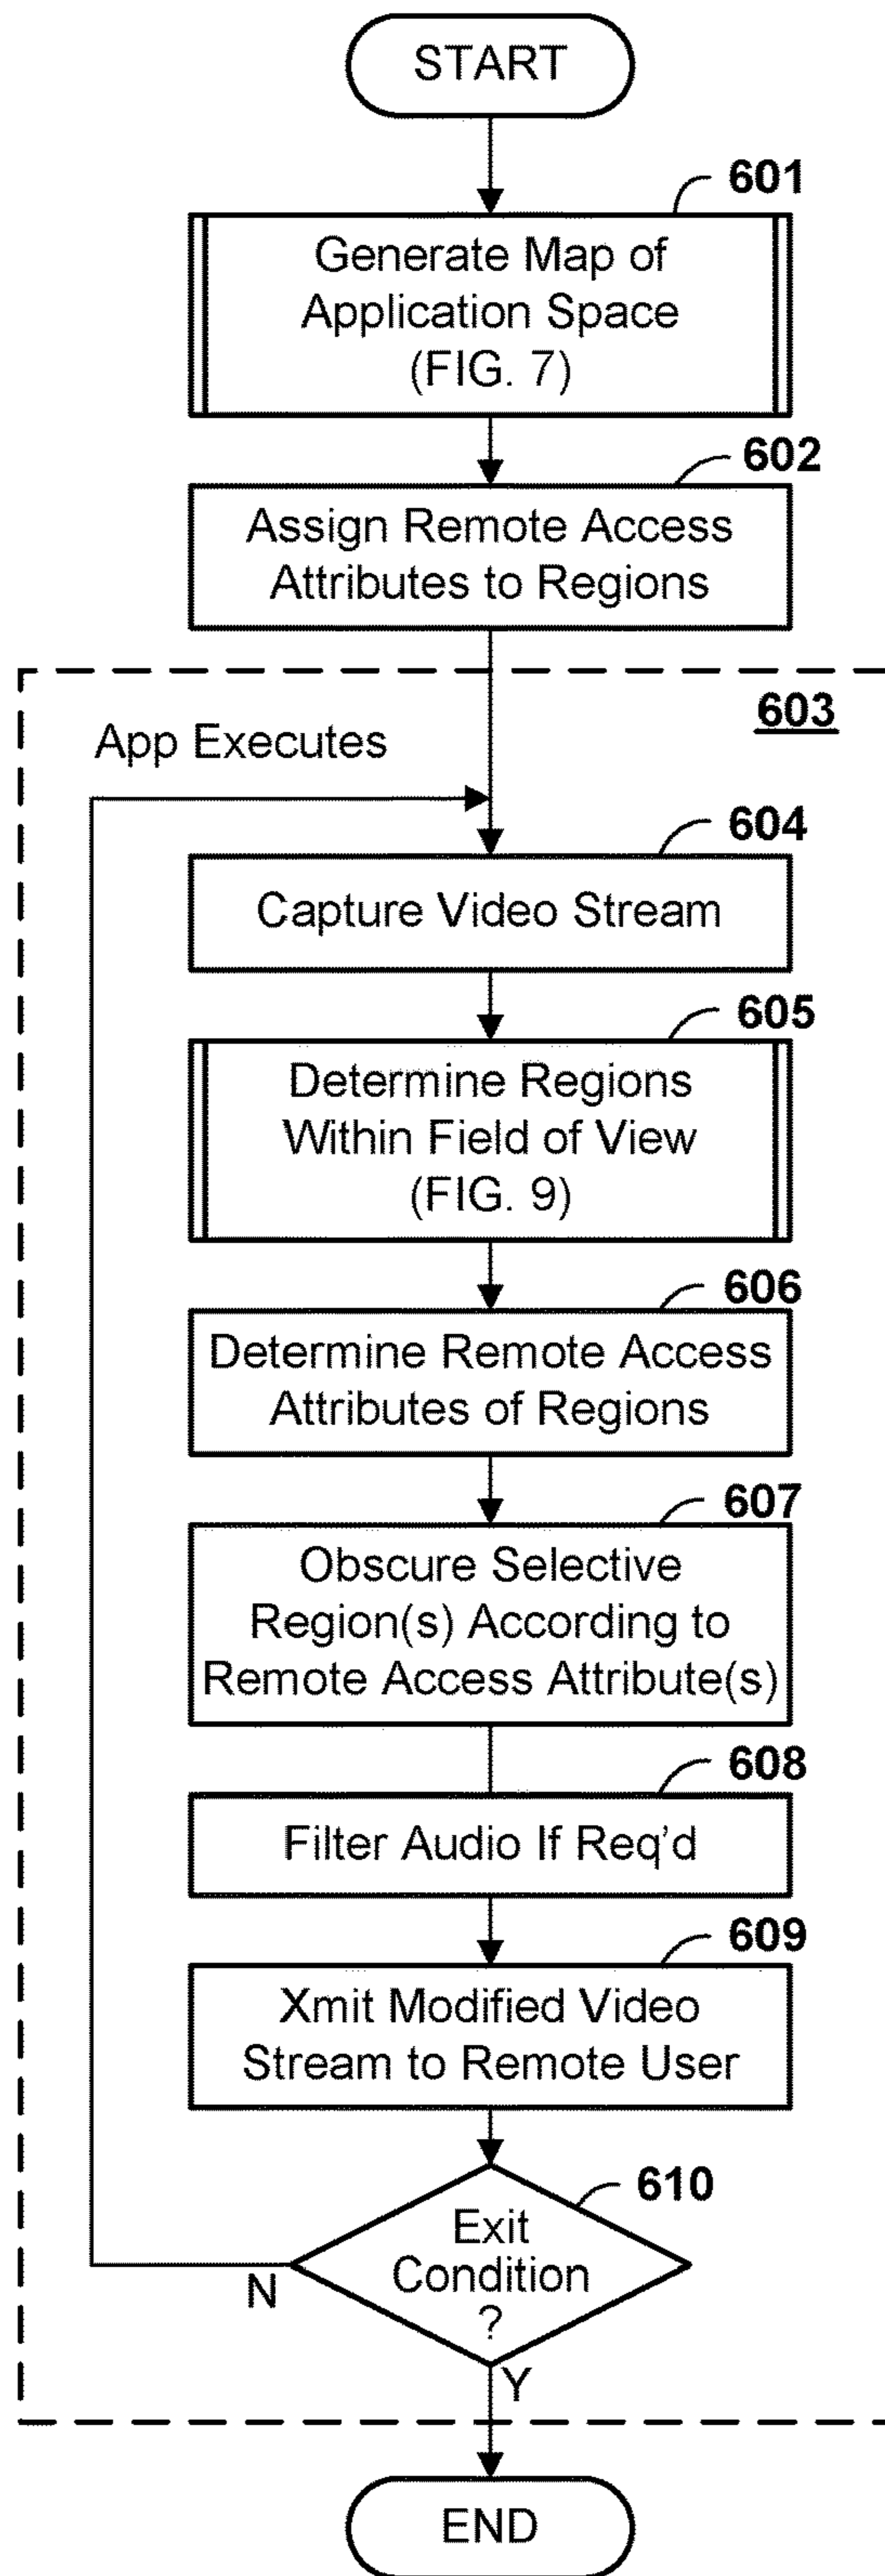 START
601
Generate Map of
Application Space
(FIG. 7)
602
Assign Remote Access
Attributes to Regions
603
App Executes
604
Capture Video Stream
605
Determine Regions
Within Field of View
(FIG. 9)
606
Determine Remote Access
Attributes of Regions
607
Obscure Selective
Region(s) According to
Remote Access Attribute(s)
608
Filter Audio If Req'd
609
Xmit Modified Video
Stream to Remote User
610
Exit
Condition
?
N
Y
END